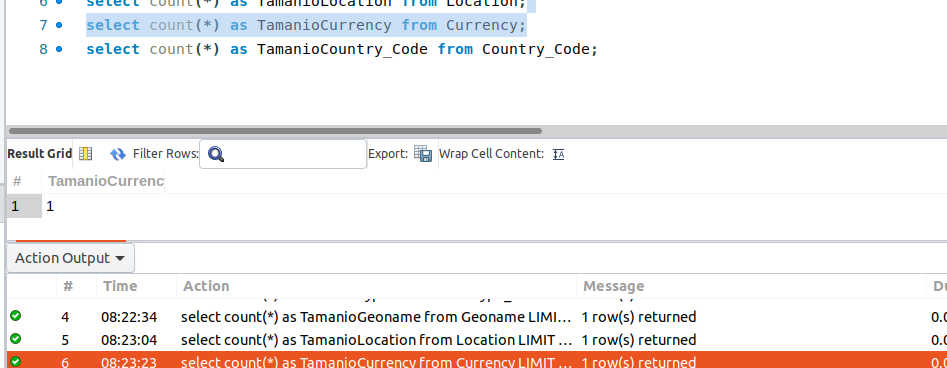 6 select count(*) as TamanioLocation from Location;
7 select count(*) as TamanioCurrency from Currency;
8 select count(*) as TamanioCountry_Code from Country_Code;
Result Grid Filter Rows: Export: Wrap Cell Content:
# TamanioCurrenc
1 1
Action Output
# Time Action Message Du
4 08:22:34 select count(*) as TamanioGeoname from Geoname LIMI... 1 row(s) returned 0.0
5 08:23:04 select count(*) as TamanioLocation from Location LIMIT ... 1 row(s) returned 0.0
6 08:23:23 select count(*) as TamanioCurrency from Currency LIMIT ... 1 row(s) returned 0.0